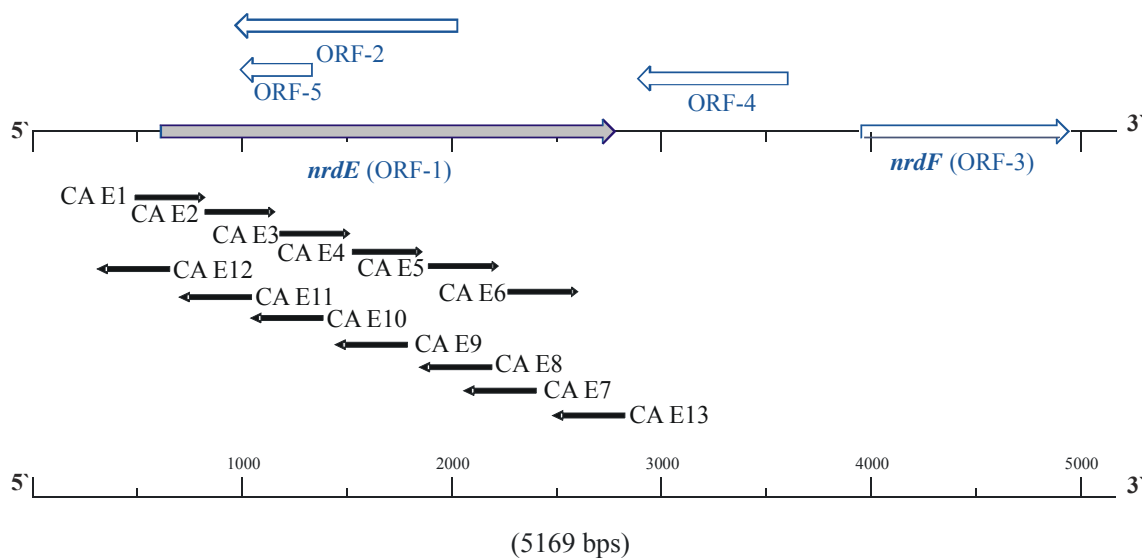 ORF-2
ORF-5
ORF-4
5` 3`
nrdE (ORF-1)
nrdF (ORF-3)
CA E1
CA E2
CA E3
CA E4
CA E5
CA E12
CA E6
CA E11
CA E10
CA E9
CA E8
CA E7
CA E13
1000 2000 3000 4000 5000
5` 3`
(5169 bps)